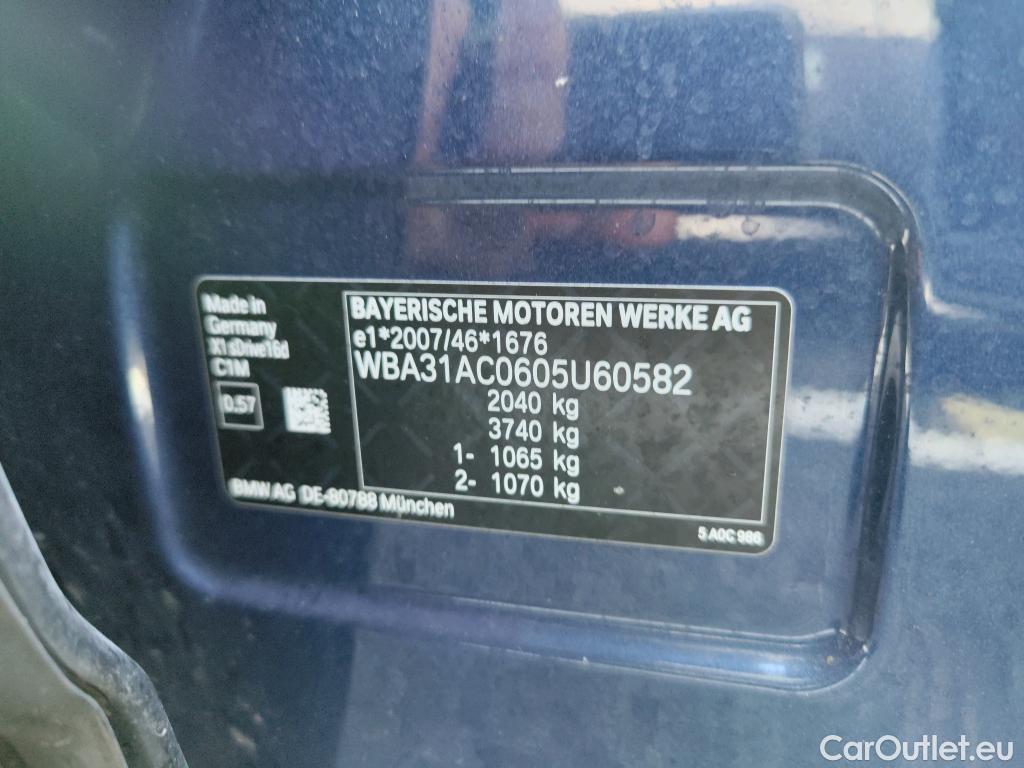 Made in
Germany
X1 sDrive16d
C1M
0.57
BAYERISCHE MOTOREN WERKE AG
e1*2007/46*1676
WBA31AC0605U60582
2040 kg
3740 kg
1- 1065 kg
2- 1070 kg
BMW AG DE-80788 München
5 A0C 986
CarOutlet.eu